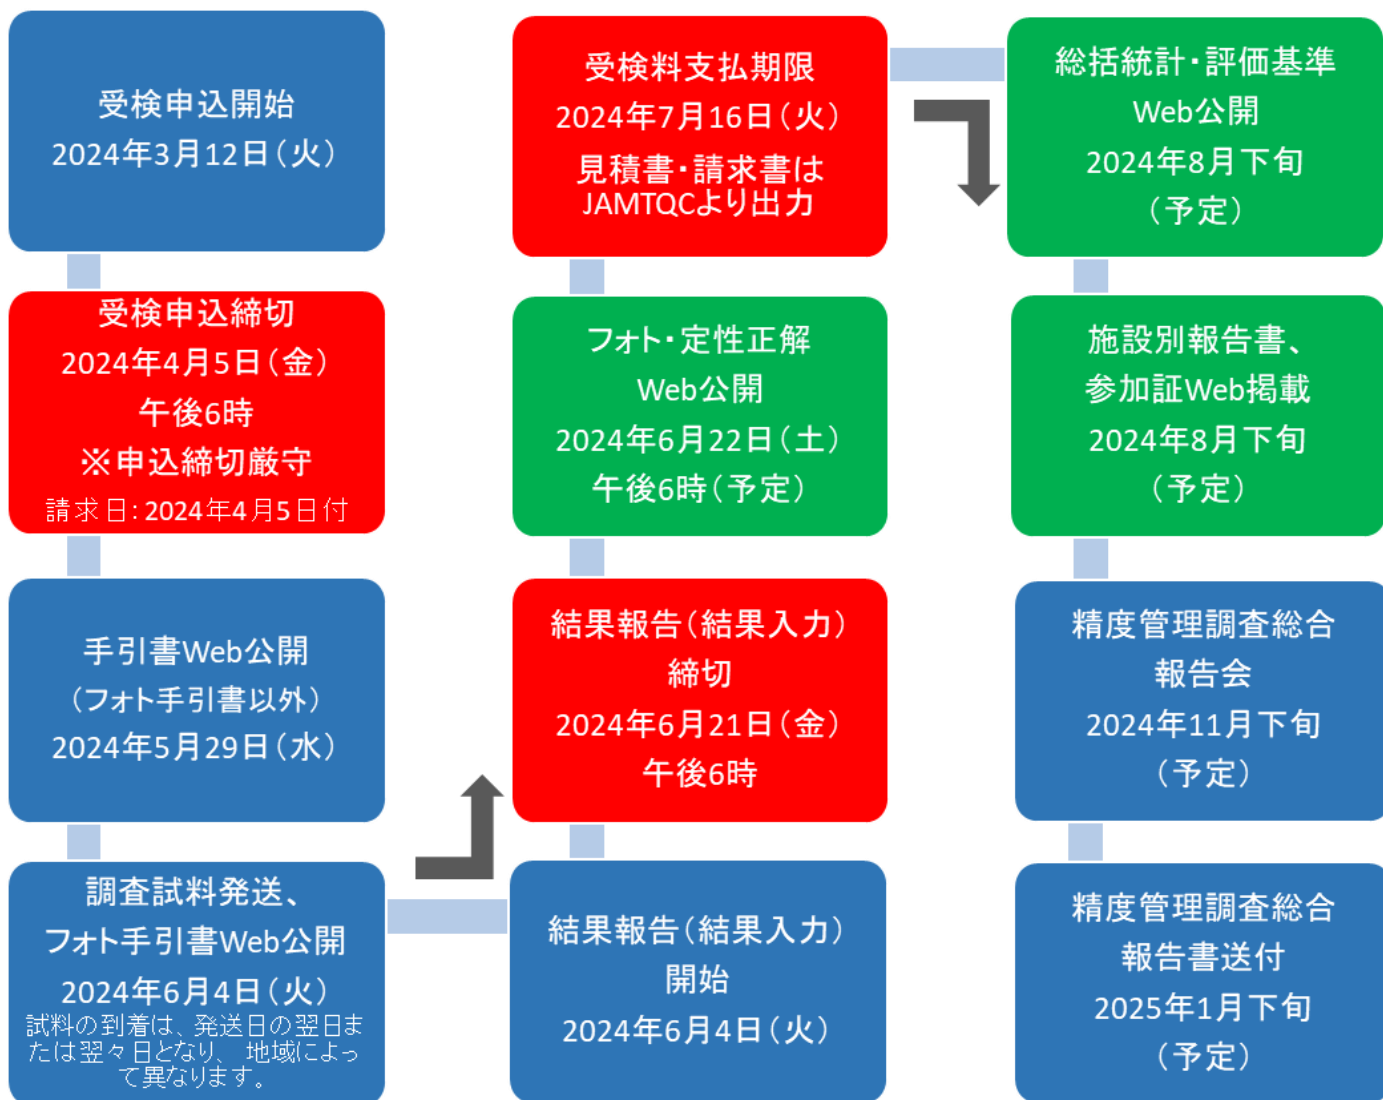 受検申込開始
2024年3月12日（火）
受検申込締切
2024年4月5日（金）
午後6時
※申込締切厳守
請求日：2024年4月5日付
手引書Web公開
（フォト手引書以外）
2024年5月29日（水）
調査試料発送、
フォト手引書Web公開
2024年6月4日（火）
試料の到着は、発送日の翌日ま
たは翌々日となり、 地域によっ
て異なります。
結果報告（結果入力）
開始
2024年6月4日（火）
結果報告（結果入力）
締切
2024年6月21日（金）
午後6時
フォト・定性正解
Web公開
2024年6月22日（土）
午後6時（予定）
受検料支払期限
2024年7月16日（火）
見積書・請求書は
JAMTQCより出力
総括統計・評価基準
Web公開
2024年8月下旬
（予定）
施設別報告書、
参加証Web掲載
2024年8月下旬
（予定）
精度管理調査総合
報告会
2024年11月下旬
（予定）
精度管理調査総合
報告書送付
2025年1月下旬
（予定）